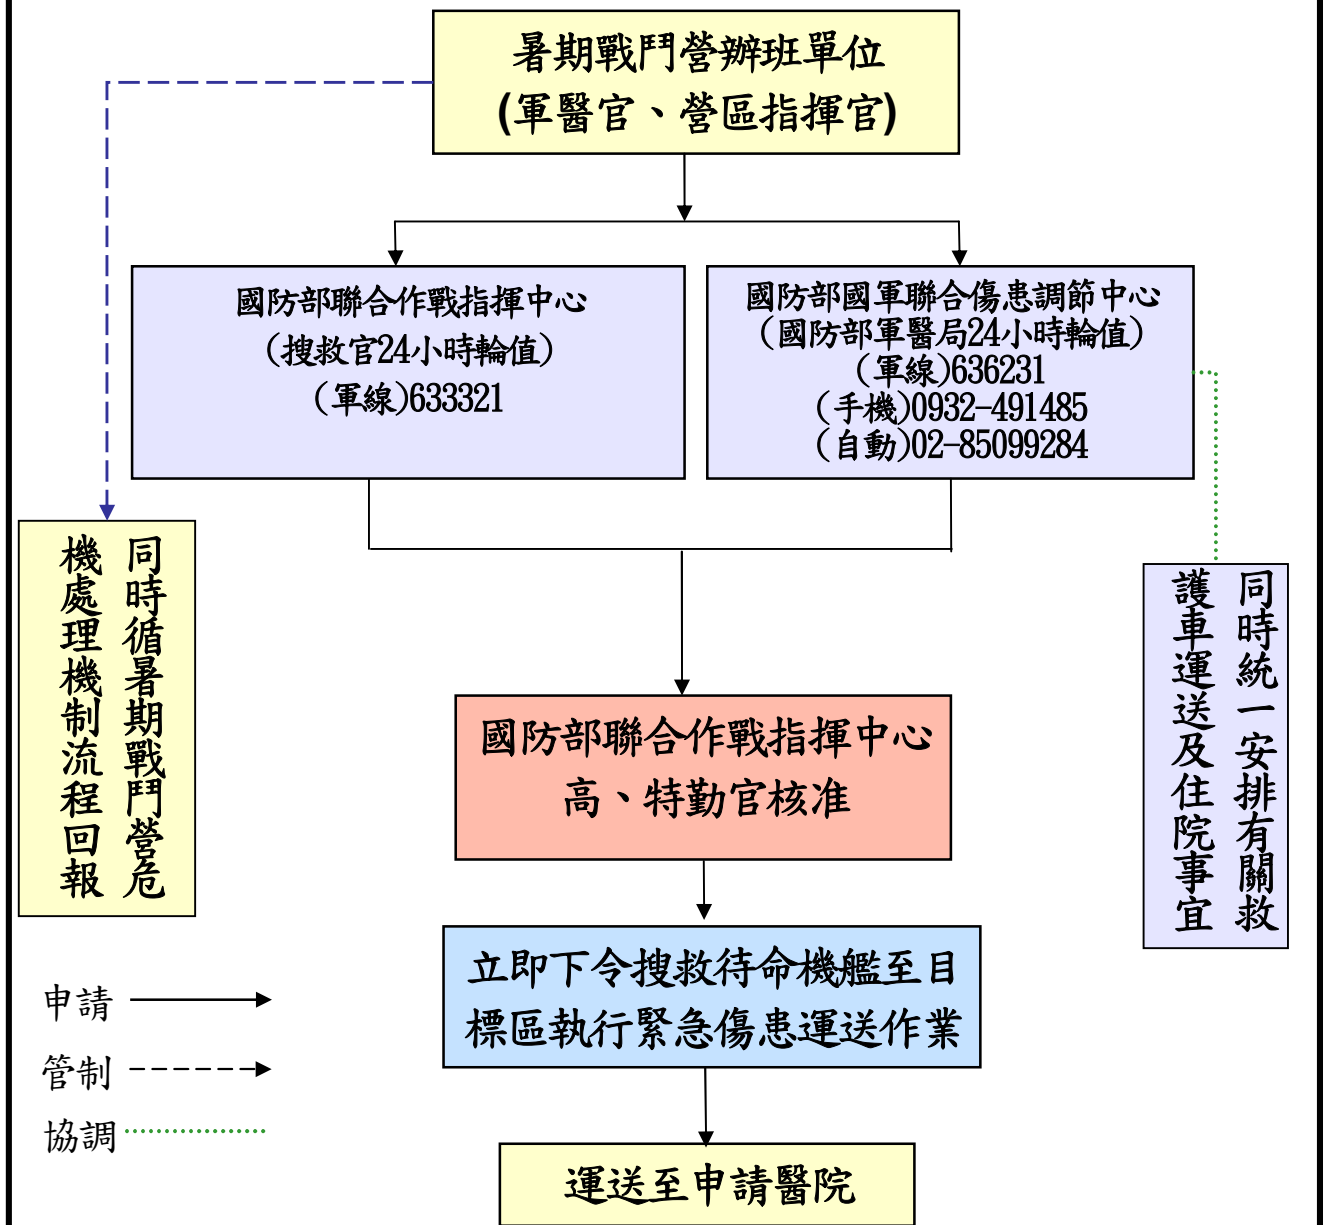 暑期戰鬥營辦班單位
(軍醫官、營區指揮官)
國防部聯合作戰指揮中心
(搜救官24小時輪值)
(軍線)633321
國防部國軍聯合傷患調節中心
(國防部軍醫局24小時輪值)
(軍線)636231
(手機)0932-491485
(自動)02-85099284
同時循暑期戰鬥營危
機處理機制流程回報
同時統一安排有關救
護車運送及住院事宜
國防部聯合作戰指揮中心
高、特勤官核准
立即下令搜救待命機艦至目
標區執行緊急傷患運送作業
運送至申請醫院
申請
管制
協調